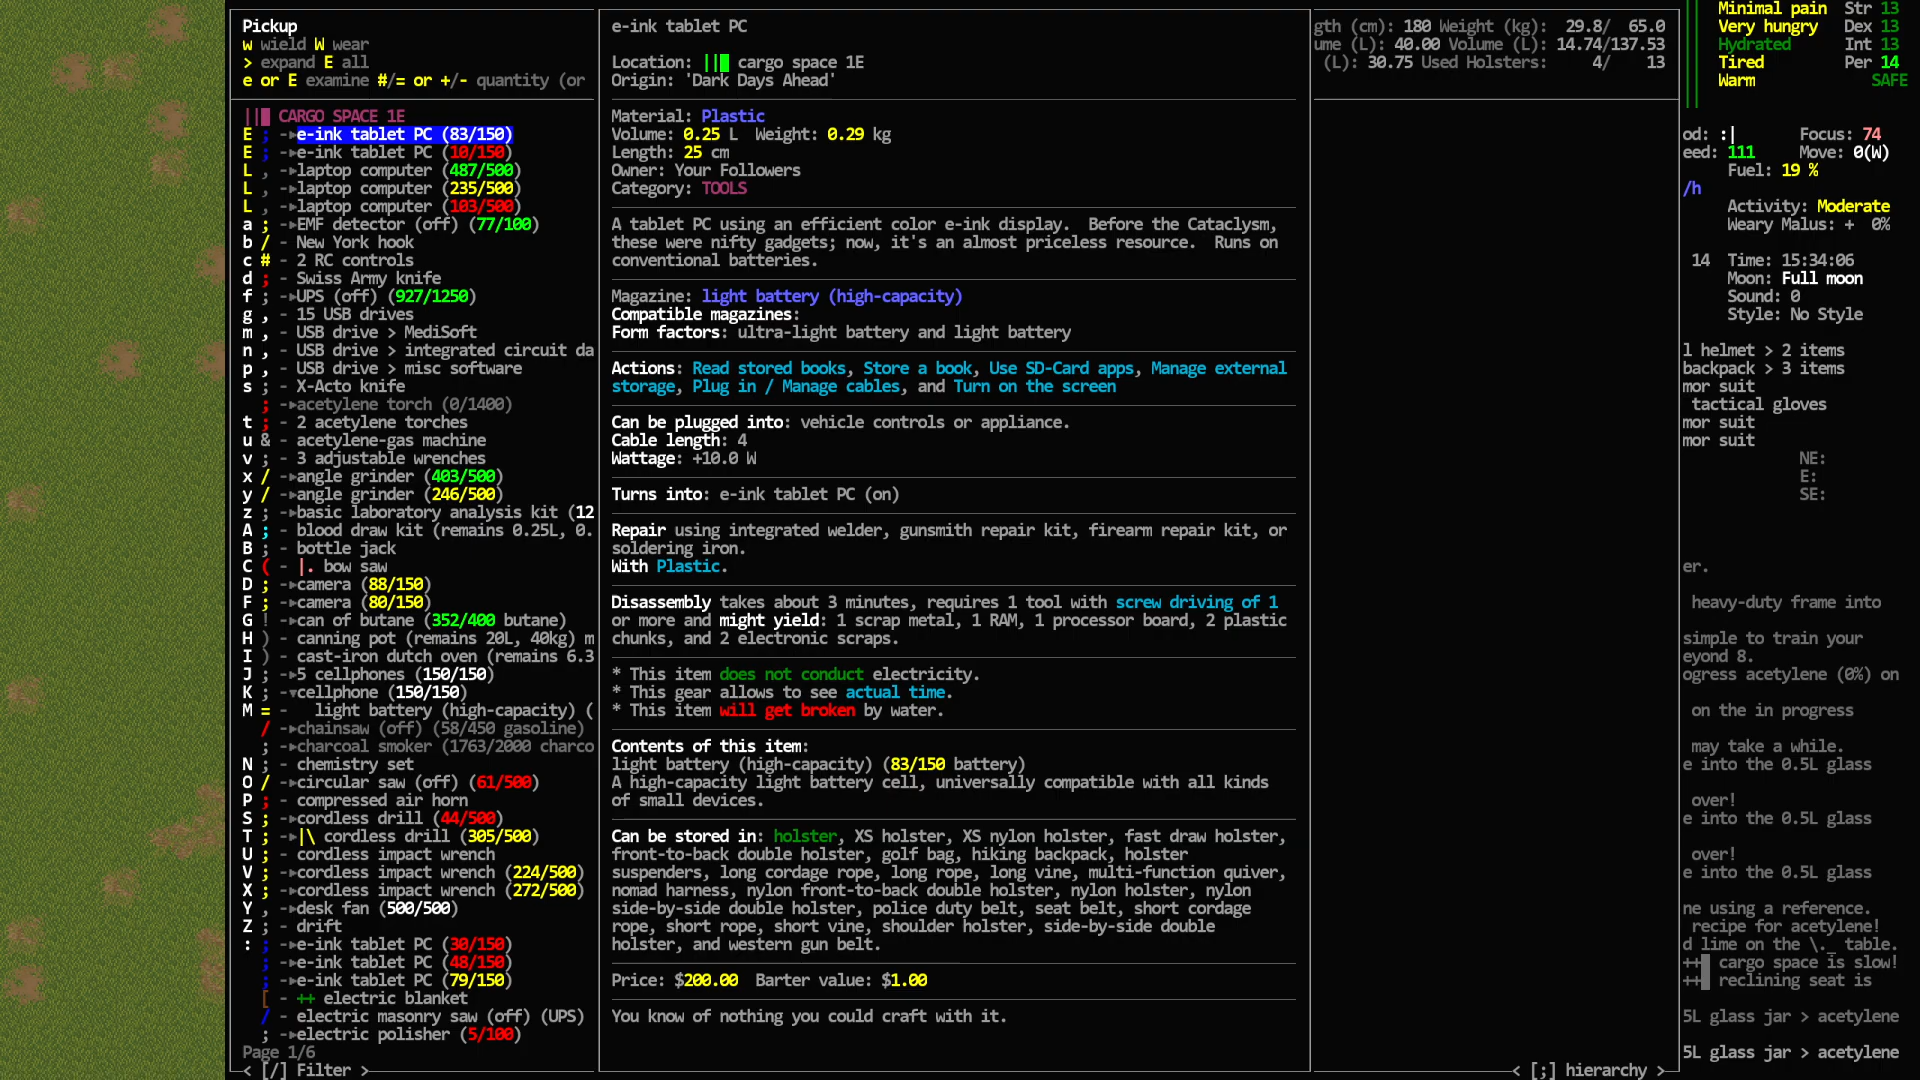 Pickup
w wield W wear
> expand E all
e or E examine #/= or +/- quantity (or
||█ CARGO SPACE 1E
E ; -▸e-ink tablet PC (83/150)
E ; -▸e-ink tablet PC (10/150)
L , -▸laptop computer (487/500)
L , -▸laptop computer (235/500)
L , -▸laptop computer (103/500)
a ; -▸EMF detector (off) (77/100)
b / - New York hook
c # - 2 RC controls
d ; - Swiss Army knife
f ; -▸UPS (off) (927/1250)
g , - 15 USB drives
m , - USB drive > MediSoft
n , - USB drive > integrated circuit da
p , - USB drive > misc software
s ; - X-Acto knife
; -▸acetylene torch (0/1400)
t ; - 2 acetylene torches
u & - acetylene-gas machine
v ; - 3 adjustable wrenches
x / -▸angle grinder (403/500)
y / -▸angle grinder (246/500)
z ; -▸basic laboratory analysis kit (12
A ; - blood draw kit (remains 0.25L, 0.
B ; - bottle jack
C ( - |. bow saw
D ; -▸camera (88/150)
F ; -▸camera (80/150)
G ! -▸can of butane (352/400 butane)
H ) - canning pot (remains 20L, 40kg) m
I ) - cast-iron dutch oven (remains 6.3
J ; -▸5 cellphones (150/150)
K ; -▾cellphone (150/150)
M = - light battery (high-capacity) (
/ -▸chainsaw (off) (58/450 gasoline)
; -▸charcoal smoker (1763/2000 charco
N ; - chemistry set
O / -▸circular saw (off) (61/500)
P ; - compressed air horn
S ; -▸cordless drill (44/500)
T ; -▸|\ cordless drill (305/500)
U ; - cordless impact wrench
V ; -▸cordless impact wrench (224/500)
X ; -▸cordless impact wrench (272/500)
Y , -▸desk fan (500/500)
Z ; - drift
: ; -▸e-ink tablet PC (30/150)
; -▸e-ink tablet PC (48/150)
; -▸e-ink tablet PC (79/150)
[ - ++ electric blanket
/ - electric masonry saw (off) (UPS)
; -▸electric polisher (5/100)
Page 1/6
< [/] Filter >
e-ink tablet PC
Location: ||█ cargo space 1E
Origin: 'Dark Days Ahead'
Material: Plastic
Volume: 0.25 L Weight: 0.29 kg
Length: 25 cm
Owner: Your Followers
Category: TOOLS
A tablet PC using an efficient color e-ink display. Before the Cataclysm,
these were nifty gadgets; now, it's an almost priceless resource. Runs on
conventional batteries.
Magazine: light battery (high-capacity)
Compatible magazines:
Form factors: ultra-light battery and light battery
Actions: Read stored books, Store a book, Use SD-Card apps, Manage external
storage, Plug in / Manage cables, and Turn on the screen
Can be plugged into: vehicle controls or appliance.
Cable length: 4
Wattage: +10.0 W
Turns into: e-ink tablet PC (on)
Repair using integrated welder, gunsmith repair kit, firearm repair kit, or
soldering iron.
With Plastic.
Disassembly takes about 3 minutes, requires 1 tool with screw driving of 1
or more and might yield: 1 scrap metal, 1 RAM, 1 processor board, 2 plastic
chunks, and 2 electronic scraps.
* This item does not conduct electricity.
* This gear allows to see actual time.
* This item will get broken by water.
Contents of this item:
light battery (high-capacity) (83/150 battery)
A high-capacity light battery cell, universally compatible with all kinds
of small devices.
Can be stored in: holster, XS holster, XS nylon holster, fast draw holster,
front-to-back double holster, golf bag, hiking backpack, holster
suspenders, long cordage rope, long rope, long vine, multi-function quiver,
nomad harness, nylon front-to-back double holster, nylon holster, nylon
side-by-side double holster, police duty belt, seat belt, short cordage
rope, short rope, short vine, shoulder holster, side-by-side double
holster, and western gun belt.
Price: $200.00 Barter value: $1.00
You know of nothing you could craft with it.
gth (cm): 180 Weight (kg): 29.8/ 65.0
ume (L): 40.00 Volume (L): 14.74/137.53
(L): 30.75 Used Holsters: 4/ 13
< [;] hierarchy >
Minimal pain Str 13
Very hungry Dex 13
Hydrated Int 13
Tired Per 14
Warm SAFE
od: :| Focus: 74
eed: 111 Move: 0(W)
Fuel: 19 %
/h
Activity: Moderate
Weary Malus: + 0%
14 Time: 15:34:06
Moon: Full moon
Sound: 0
Style: No Style
l helmet > 2 items
backpack > 3 items
mor suit
tactical gloves
mor suit
mor suit
NE:
E:
SE:
er.
heavy-duty frame into
simple to train your
eyond 8.
ogress acetylene (0%) on
on the in progress
may take a while.
e into the 0.5L glass
over!
e into the 0.5L glass
over!
e into the 0.5L glass
ne using a reference.
recipe for acetylene!
d lime on the \._ table.
++█ cargo space is slow!
++█ reclining seat is
5L glass jar > acetylene
5L glass jar > acetylene